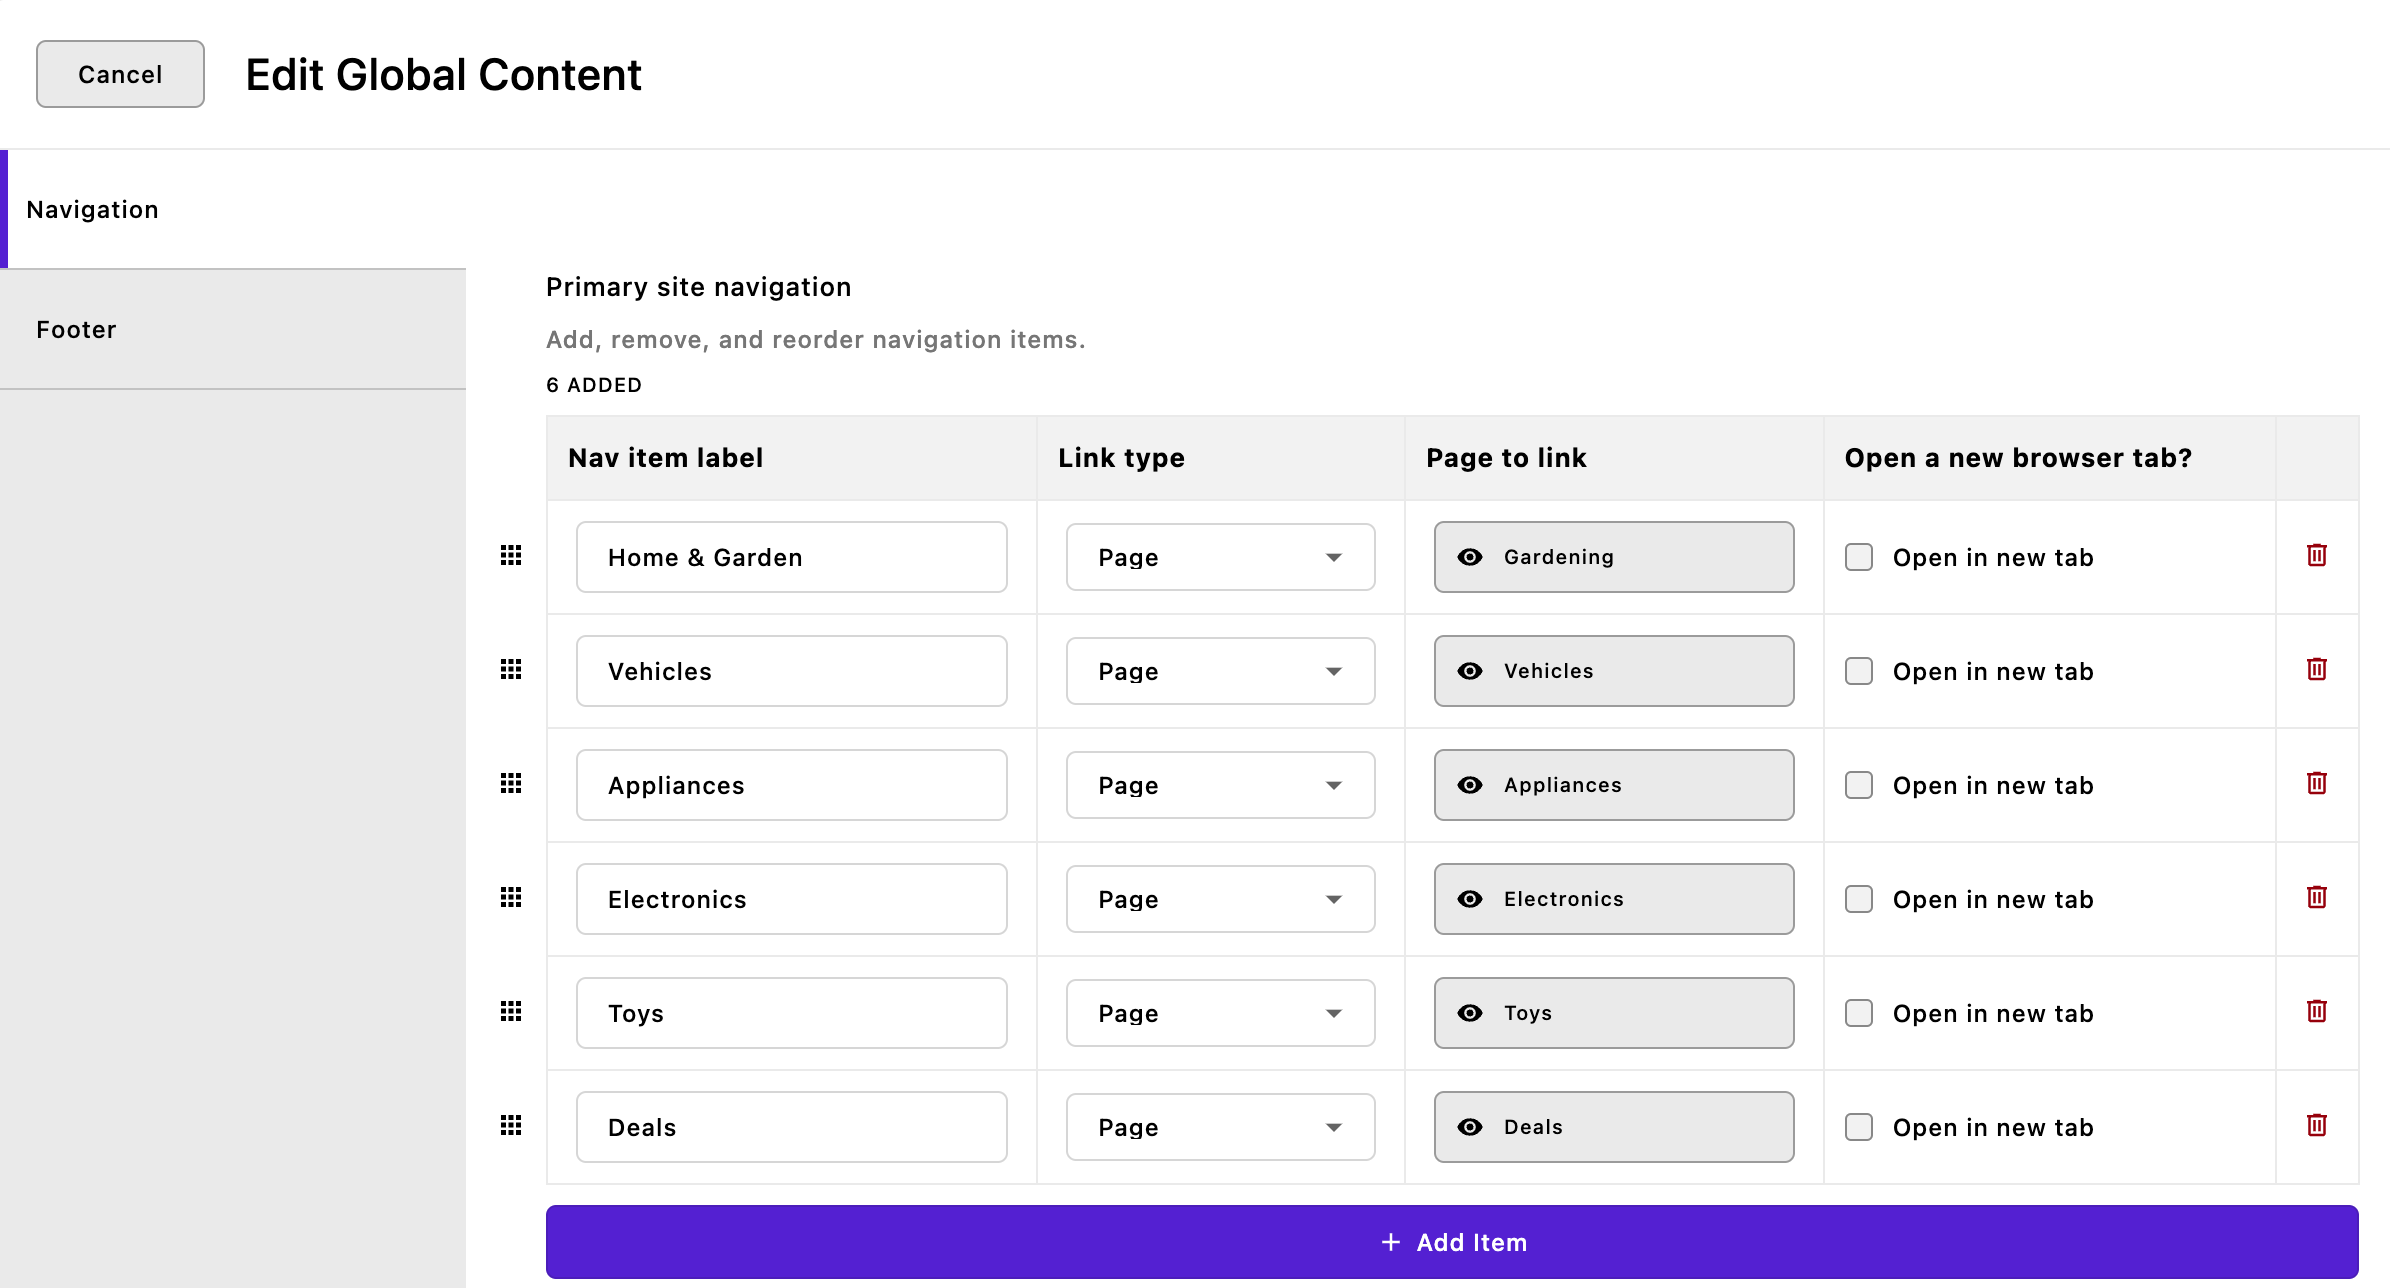 Cancel
Edit Global Content
Navigation
Footer
Primary site navigation
Add, remove, and reorder navigation items.
6 ADDED
Nav item label Link type Page to link Open a new browser tab?
Home & Garden Page Gardening Open in new tab
Vehicles Page Vehicles Open in new tab
Appliances Page Appliances Open in new tab
Electronics Page Electronics Open in new tab
Toys Page Toys Open in new tab
Deals Page Deals Open in new tab
+ Add Item